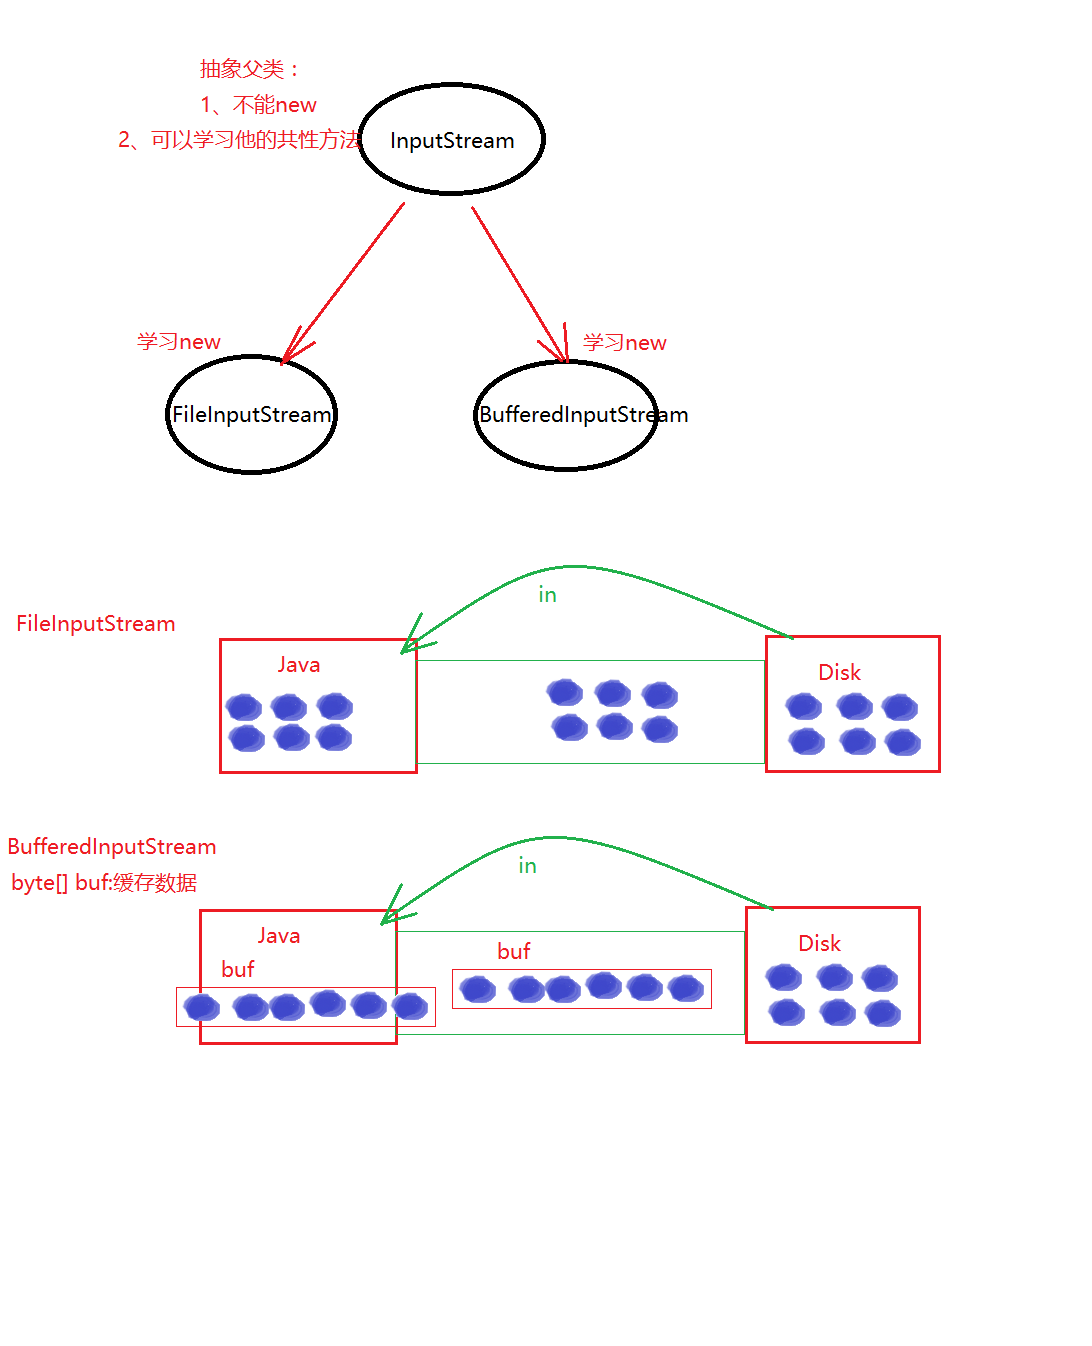 抽象父类：
1、不能new
2、可以学习他的共性方法
InputStream
学习new
学习new
FileInputStream
BufferedInputStream
in
FileInputStream
Java
Disk
BufferedInputStream
byte[] buf:缓存数据
in
Java
buf
buf
Disk